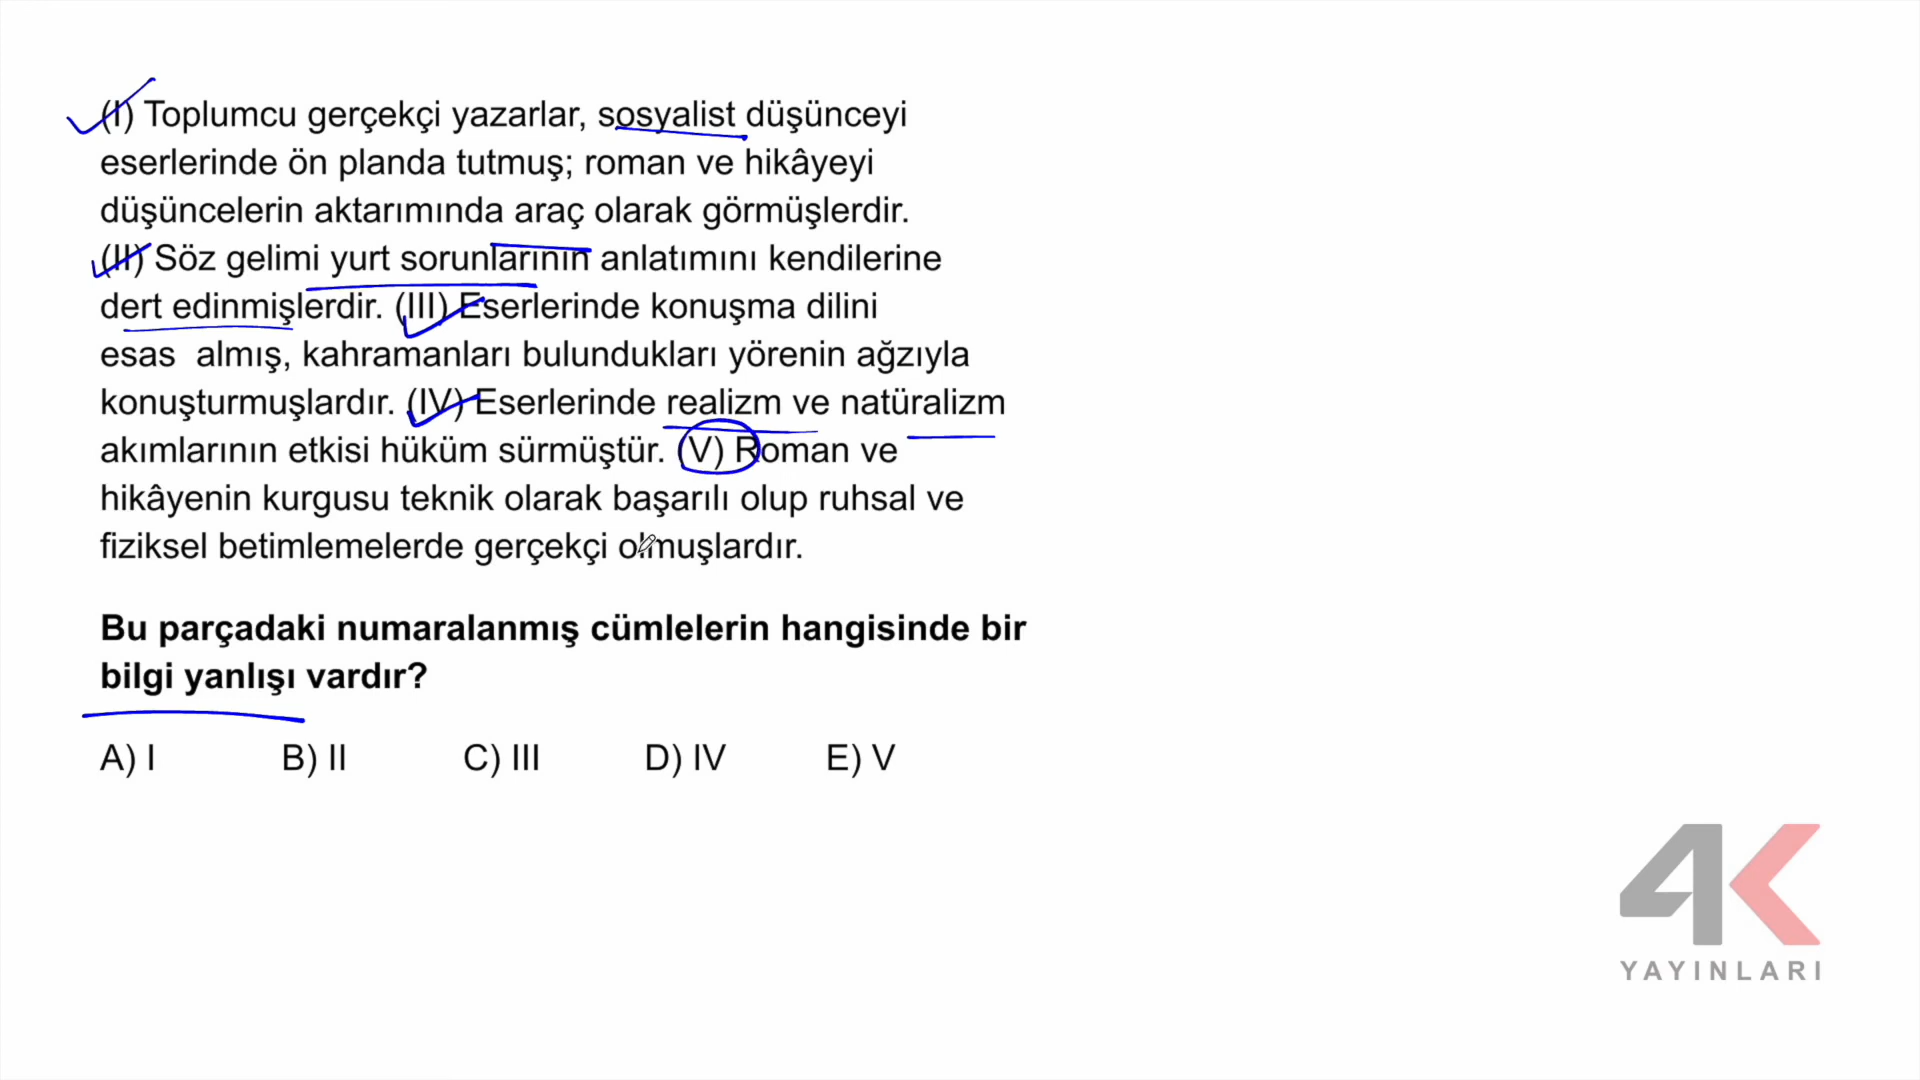 (I) Toplumcu gerçekçi yazarlar, sosyalist düşünceyi
eserlerinde ön planda tutmuş; roman ve hikâyeyi
düşüncelerin aktarımında araç olarak görmüşlerdir.
(II) Söz gelimi yurt sorunlarının anlatımını kendilerine
dert edinmişlerdir. (III) Eserlerinde konuşma dilini
esas almış, kahramanları bulundukları yörenin ağzıyla
konuşturmuşlardır. (IV) Eserlerinde realizm ve natüralizm
akımlarının etkisi hüküm sürmüştür. (V) Roman ve
hikâyenin kurgusu teknik olarak başarılı olup ruhsal ve
fiziksel betimlemelerde gerçekçi olmuşlardır.
Bu parçadaki numaralanmış cümlelerin hangisinde bir
bilgi yanlışı vardır?
A) I B) II C) III D) IV E) V
4K
YAYINLARI